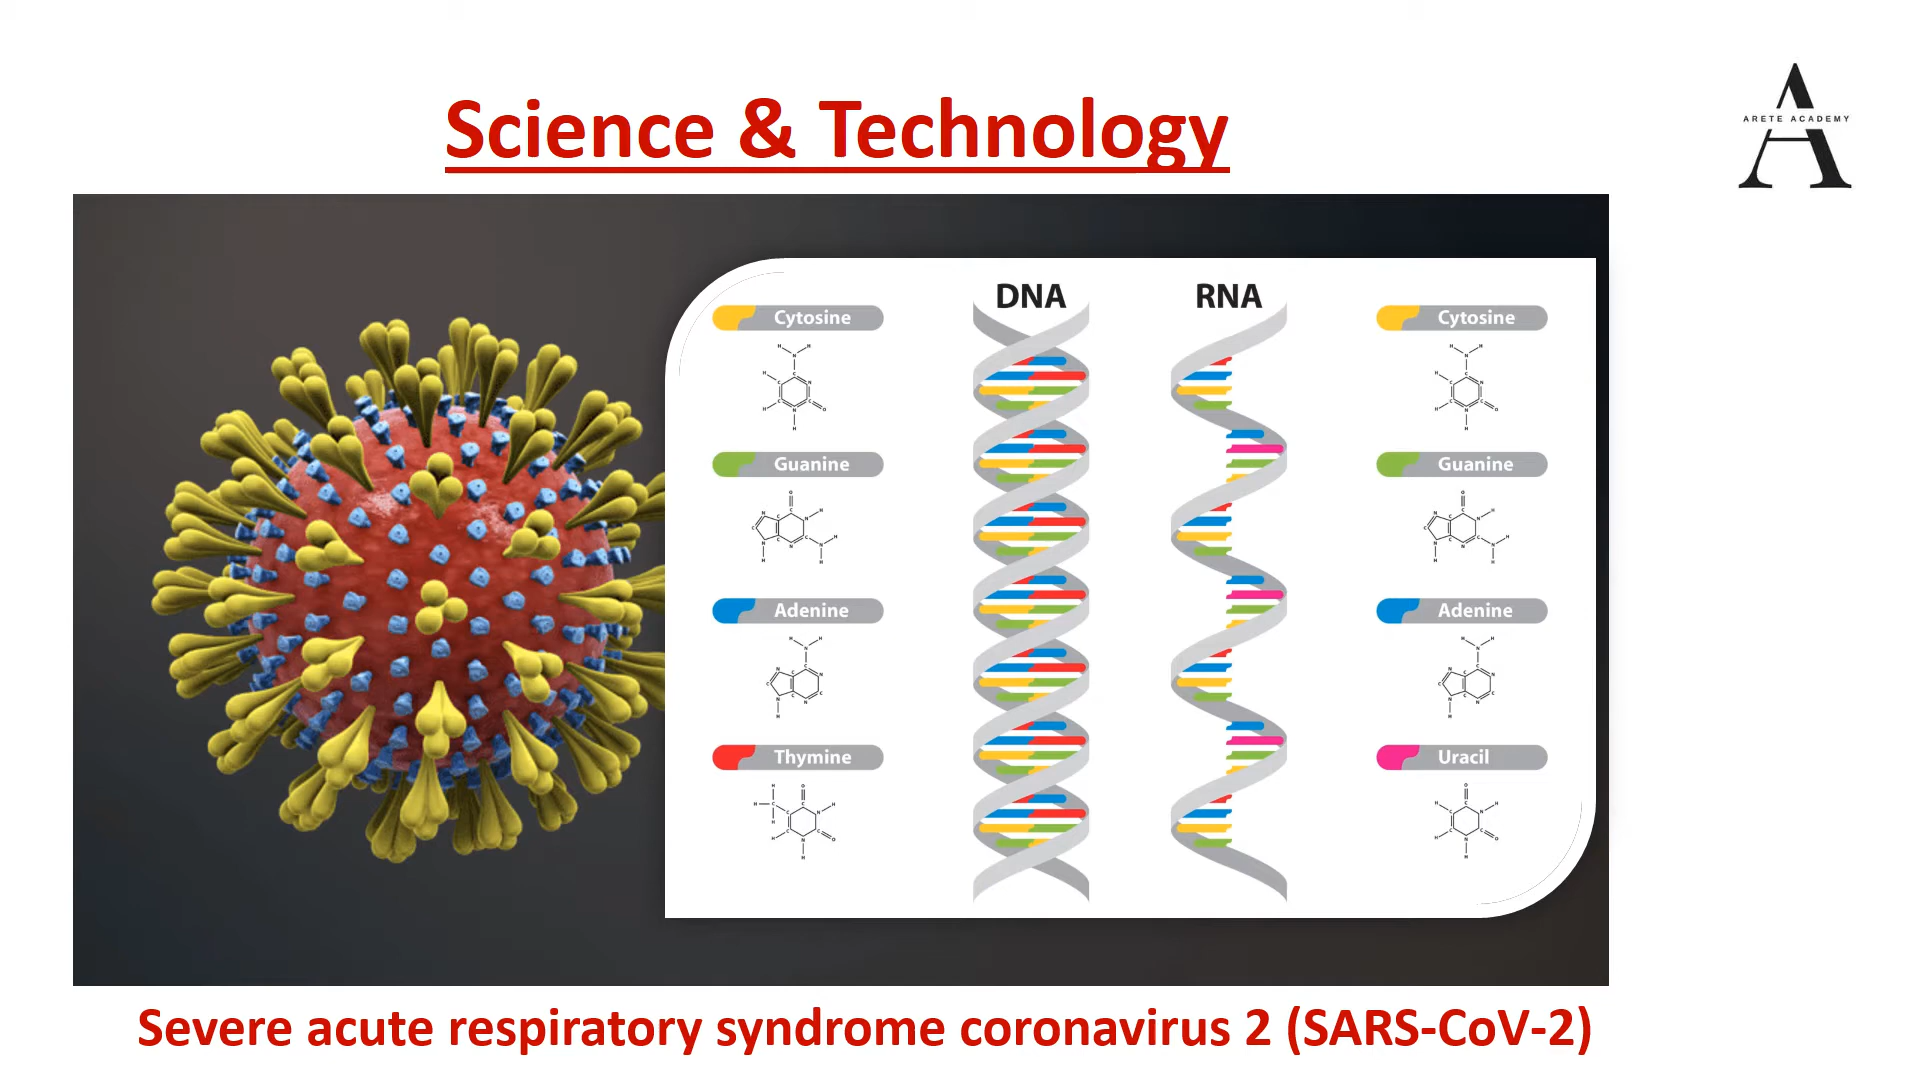 Science & Technology
ARETE ACADEMY
DNA
RNA
Cytosine
Cytosine
Guanine
Guanine
Adenine
Adenine
Thymine
Uracil
Severe acute respiratory syndrome coronavirus 2 (SARS-CoV-2)